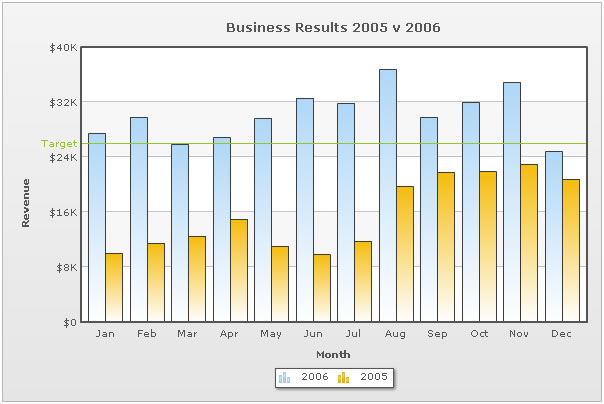 Business Results 2005 v 2006
$40K
$32K
Target
$24K
$16K
$8K
$0
Revenue
Jan Feb Mar Apr May Jun Jul Aug Sep Oct Nov Dec
Month
2006 2005